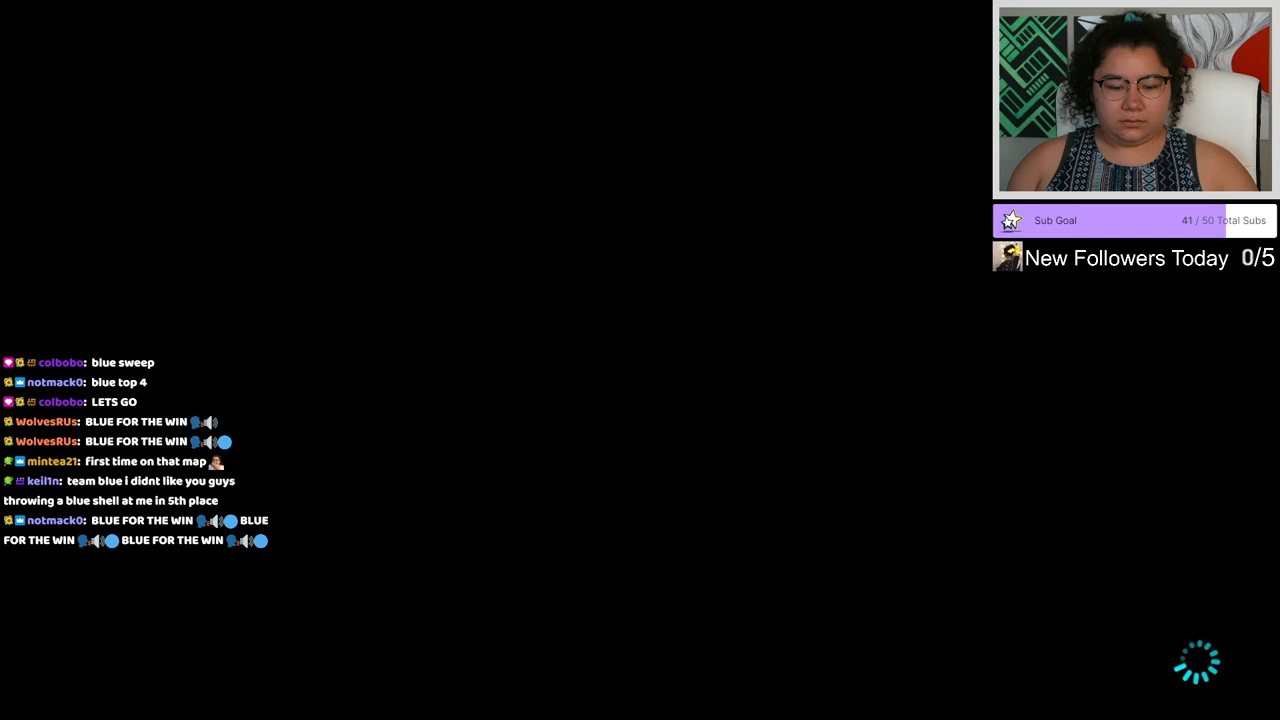 Sub Goal 41 / 50 Total Subs
New Followers Today 0/5
colbobo: blue sweep
notmack0: blue top 4
colbobo: LETS GO
WolvesRUs: BLUE FOR THE WIN 🗣🔊
WolvesRUs: BLUE FOR THE WIN 🗣🔊🔵
mintea21: first time on that map
keil1n: team blue i didnt like you guys
throwing a blue shell at me in 5th place
notmack0: BLUE FOR THE WIN 🗣🔊🔵 BLUE
FOR THE WIN 🗣🔊🔵 BLUE FOR THE WIN 🗣🔊🔵